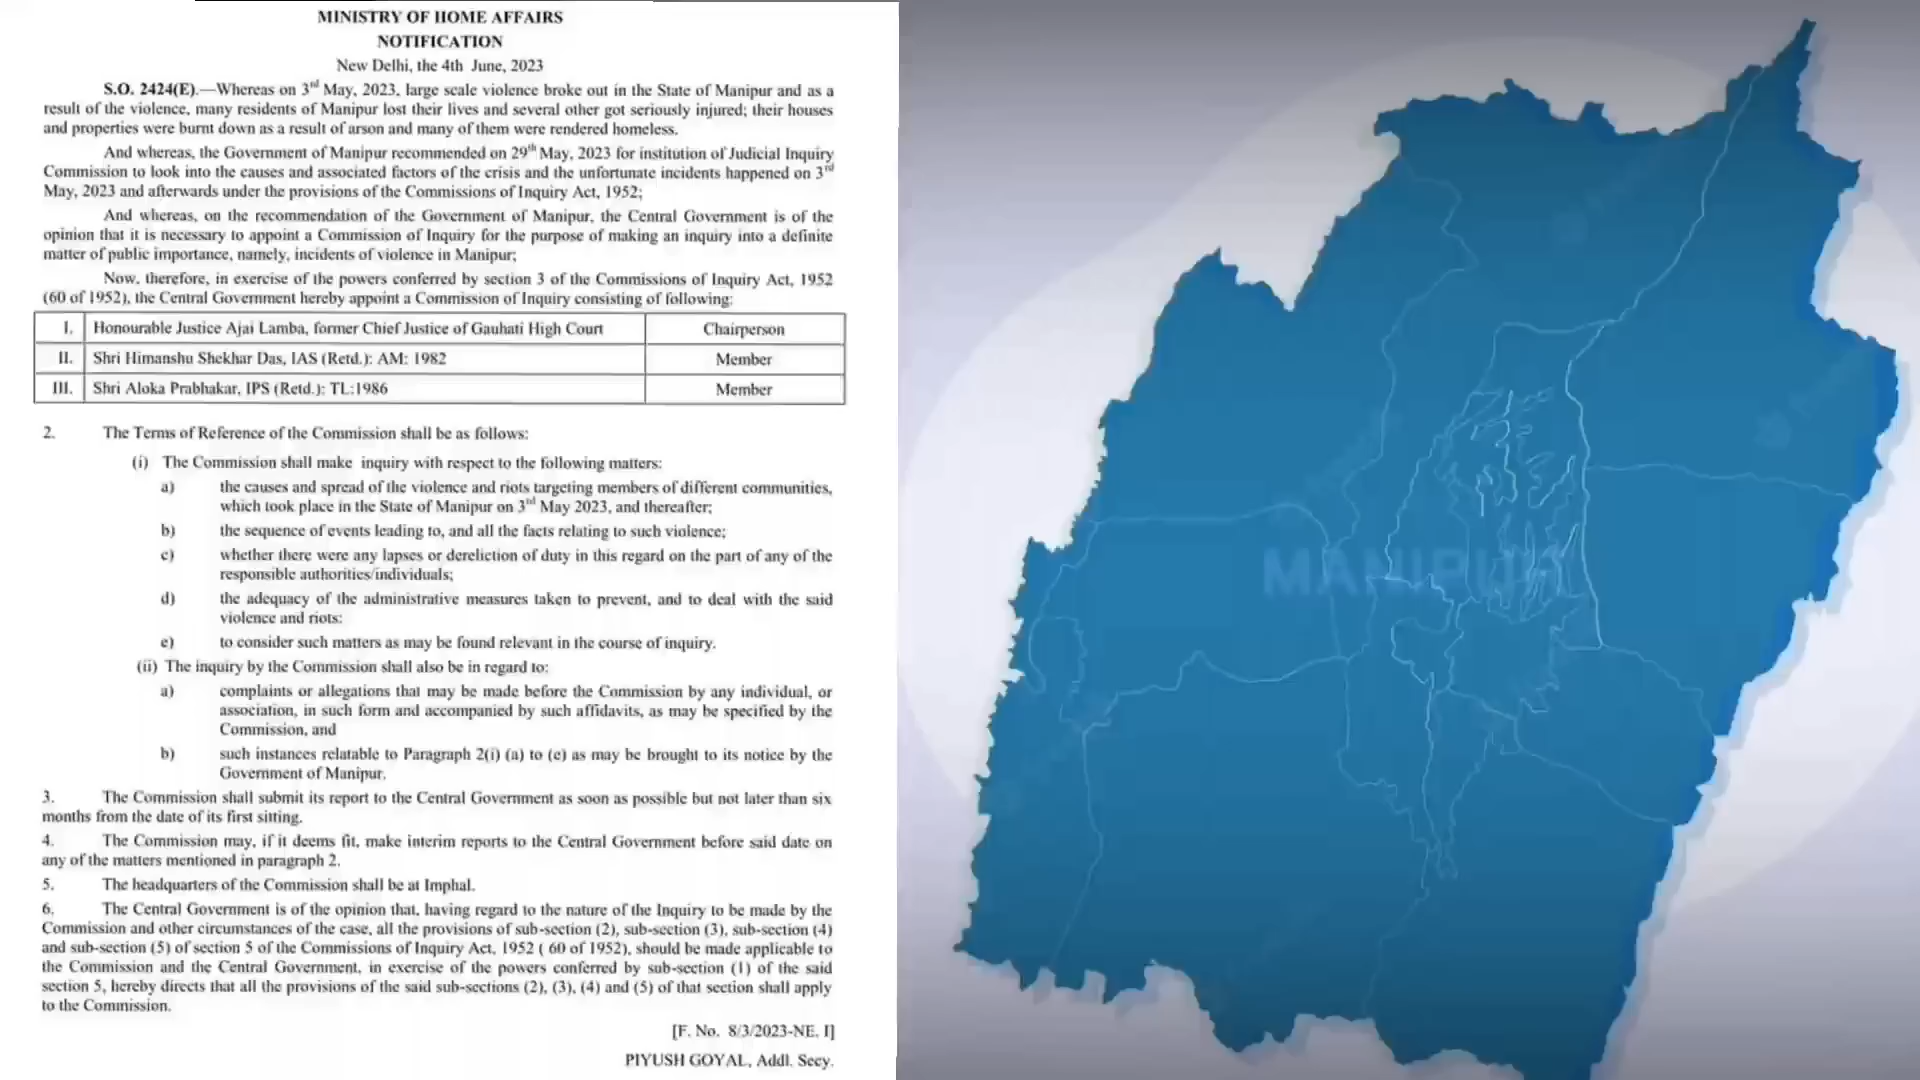 MINISTRY OF HOME AFFAIRS
NOTIFICATION
New Delhi, the 4th June, 2023
S.O. 2424(E).—Whereas on 3rd May, 2023, large scale violence broke out in the State of Manipur and as a
result of the violence, many residents of Manipur lost their lives and several other got seriously injured; their houses
and properties were burnt down as a result of arson and many of them were rendered homeless.
And whereas, the Government of Manipur recommended on 29th May, 2023 for institution of Judicial Inquiry
Commission to look into the causes and associated factors of the crisis and the unfortunate incidents happened on 3rd
May, 2023 and afterwards under the provisions of the Commissions of Inquiry Act, 1952;
And whereas, on the recommendation of the Government of Manipur, the Central Government is of the
opinion that it is necessary to appoint a Commission of Inquiry for the purpose of making an inquiry into a definite
matter of public importance, namely, incidents of violence in Manipur;
Now, therefore, in exercise of the powers conferred by section 3 of the Commissions of Inquiry Act, 1952
(60 of 1952), the Central Government hereby appoint a Commission of Inquiry consisting of following:
I. Honourable Justice Ajai Lamba, former Chief Justice of Gauhati High Court Chairperson
II. Shri Himanshu Shekhar Das, IAS (Retd.): AM: 1982 Member
III. Shri Aloka Prabhakar, IPS (Retd.): TL:1986 Member
2. The Terms of Reference of the Commission shall be as follows:
(i) The Commission shall make inquiry with respect to the following matters:
a) the causes and spread of the violence and riots targeting members of different communities,
which took place in the State of Manipur on 3rd May 2023, and thereafter;
b) the sequence of events leading to, and all the facts relating to such violence;
c) whether there were any lapses or dereliction of duty in this regard on the part of any of the
responsible authorities/individuals;
d) the adequacy of the administrative measures taken to prevent, and to deal with the said
violence and riots:
e) to consider such matters as may be found relevant in the course of inquiry.
(ii) The inquiry by the Commission shall also be in regard to:
a) complaints or allegations that may be made before the Commission by any individual, or
association, in such form and accompanied by such affidavits, as may be specified by the
Commission, and
b) such instances relatable to Paragraph 2(i) (a) to (e) as may be brought to its notice by the
Government of Manipur.
3. The Commission shall submit its report to the Central Government as soon as possible but not later than six
months from the date of its first sitting.
4. The Commission may, if it deems fit, make interim reports to the Central Government before said date on
any of the matters mentioned in paragraph 2.
5. The headquarters of the Commission shall be at Imphal.
6. The Central Government is of the opinion that, having regard to the nature of the Inquiry to be made by the
Commission and other circumstances of the case, all the provisions of sub-section (2), sub-section (3), sub-section (4)
and sub-section (5) of section 5 of the Commissions of Inquiry Act, 1952 ( 60 of 1952), should be made applicable to
the Commission and the Central Government, in exercise of the powers conferred by sub-section (1) of the said
section 5, hereby directs that all the provisions of the said sub-sections (2), (3), (4) and (5) of that section shall apply
to the Commission.
[F. No. 8/3/2023-NE. I]
PIYUSH GOYAL, Addl. Secy.
MANIPUR